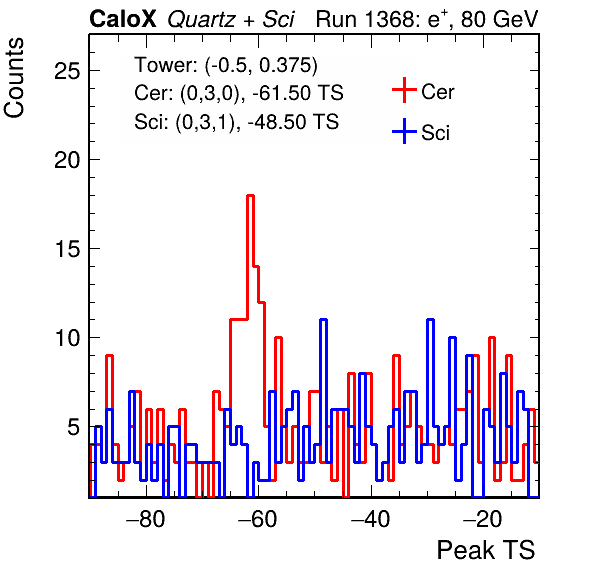 CaloX Quartz + Sci Run 1368: e⁺, 80 GeV
Counts
Tower: (-0.5, 0.375)
Cer: (0,3,0), -61.50 TS
Sci: (0,3,1), -48.50 TS
Cer
Sci
25
20
15
10
5
−80 −60 −40 −20
Peak TS